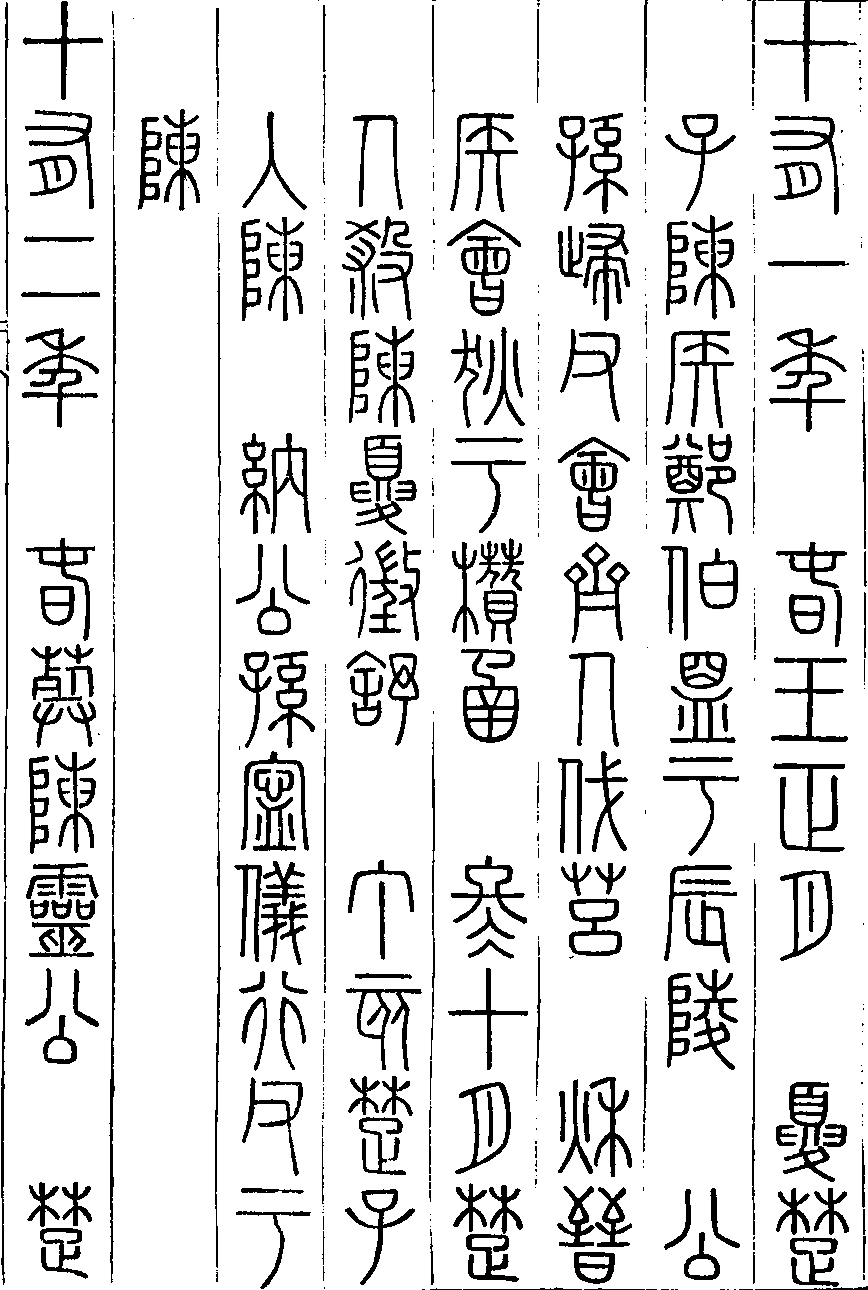 十有一年　春王正月　夏楚
子陳侯鄭伯盟于辰陵　公
孫歸父會齊人伐莒　秋晉
侯會狄于欑函　冬十月楚
人殺陳夏徵舒　丁亥楚子
入陳　納公孫寧儀行父于
陳
十有二年　春葬陳靈公　楚